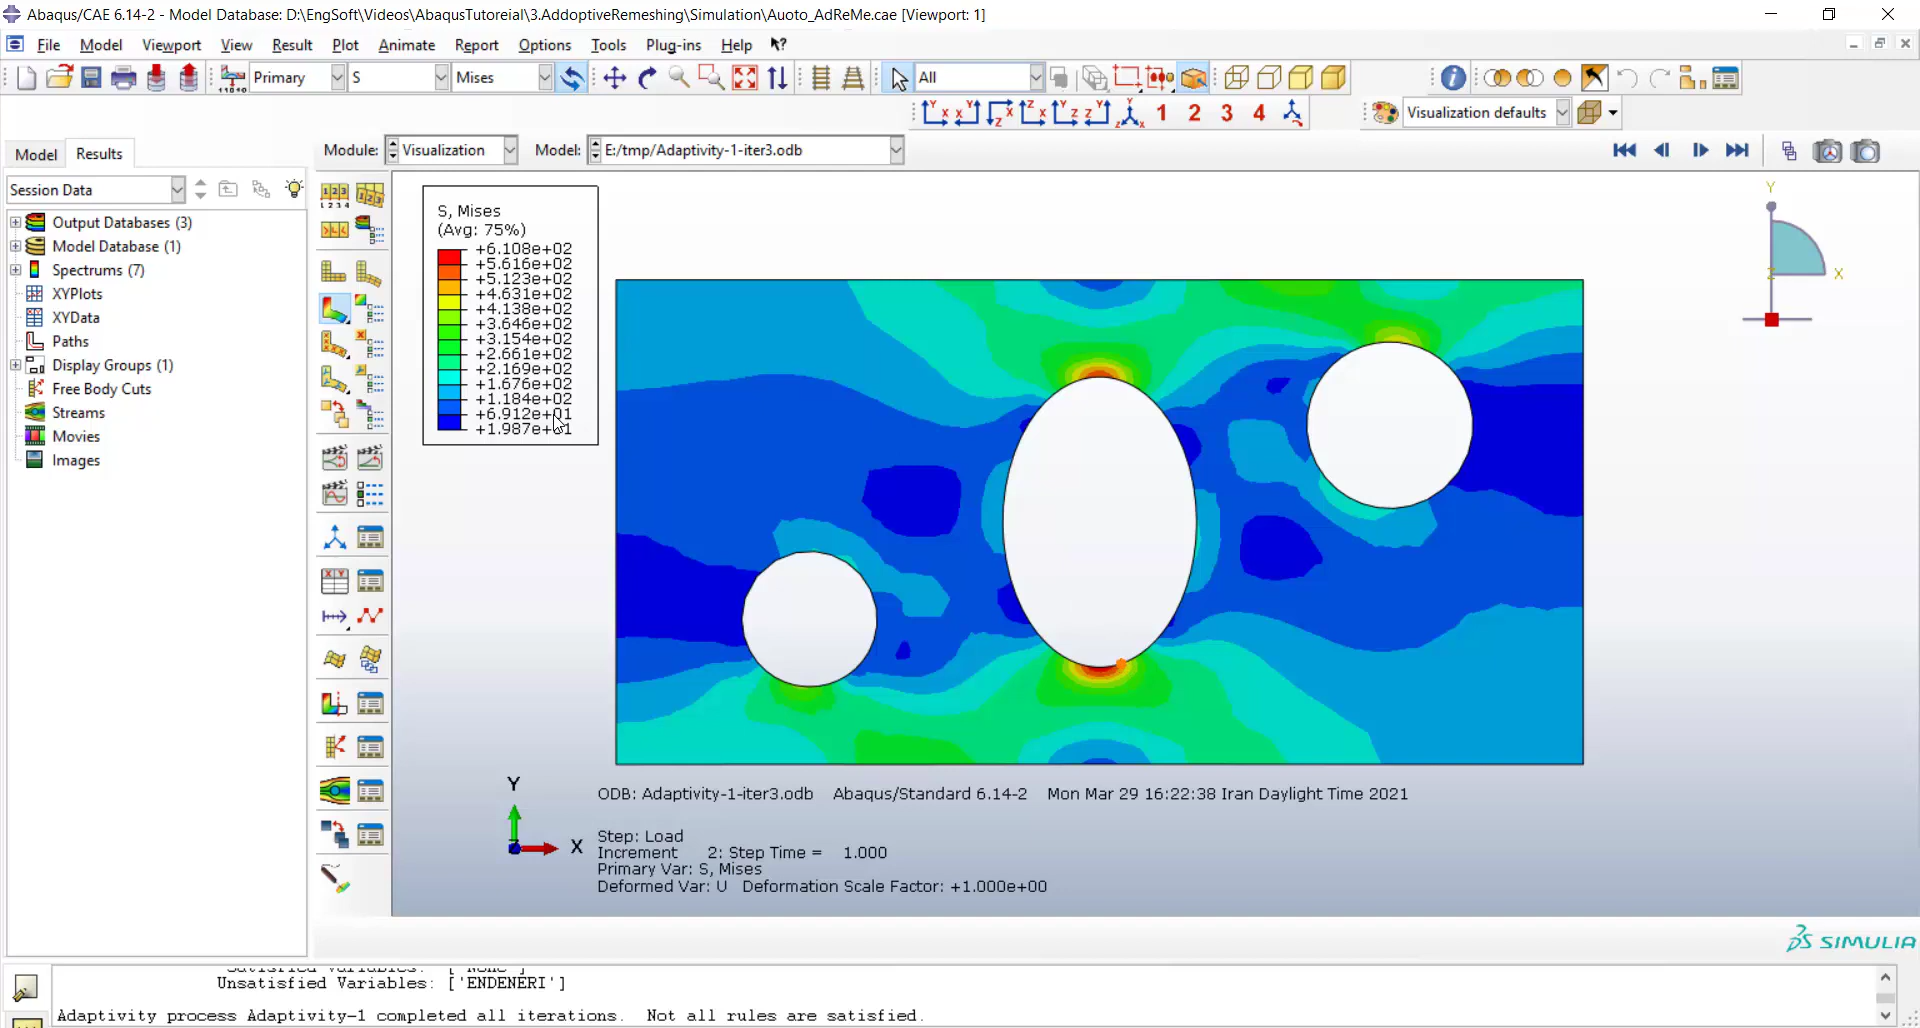 Abaqus/CAE 6.14-2 - Model Database: D:\EngSoft\Videos\AbaqusTutoreial\3.AddoptiveRemeshing\Simulation\Auoto_AdReMe.cae [Viewport: 1]
File Model Viewport View Result Plot Animate Report Options Tools Plug-ins Help
Primary S Mises All
1 2 3 4 Visualization defaults
Model Results
Module: Visualization Model: E:/tmp/Adaptivity-1-iter3.odb
Session Data
Output Databases (3)
Model Database (1)
Spectrums (7)
XYPlots
XYData
Paths
Display Groups (1)
Free Body Cuts
Streams
Movies
Images
S, Mises
(Avg: 75%)
+6.108e+02
+5.616e+02
+5.123e+02
+4.631e+02
+4.138e+02
+3.646e+02
+3.154e+02
+2.661e+02
+2.169e+02
+1.676e+02
+1.184e+02
+6.912e+01
+1.987e+01
Y
Z X
Y
X
ODB: Adaptivity-1-iter3.odb Abaqus/Standard 6.14-2 Mon Mar 29 16:22:38 Iran Daylight Time 2021
Step: Load
Increment 2: Step Time = 1.000
Primary Var: S, Mises
Deformed Var: U Deformation Scale Factor: +1.000e+00
SIMULIA
Satisfied Variables: ['None']
Unsatisfied Variables: ['ENDENERI']
Adaptivity process Adaptivity-1 completed all iterations. Not all rules are satisfied.